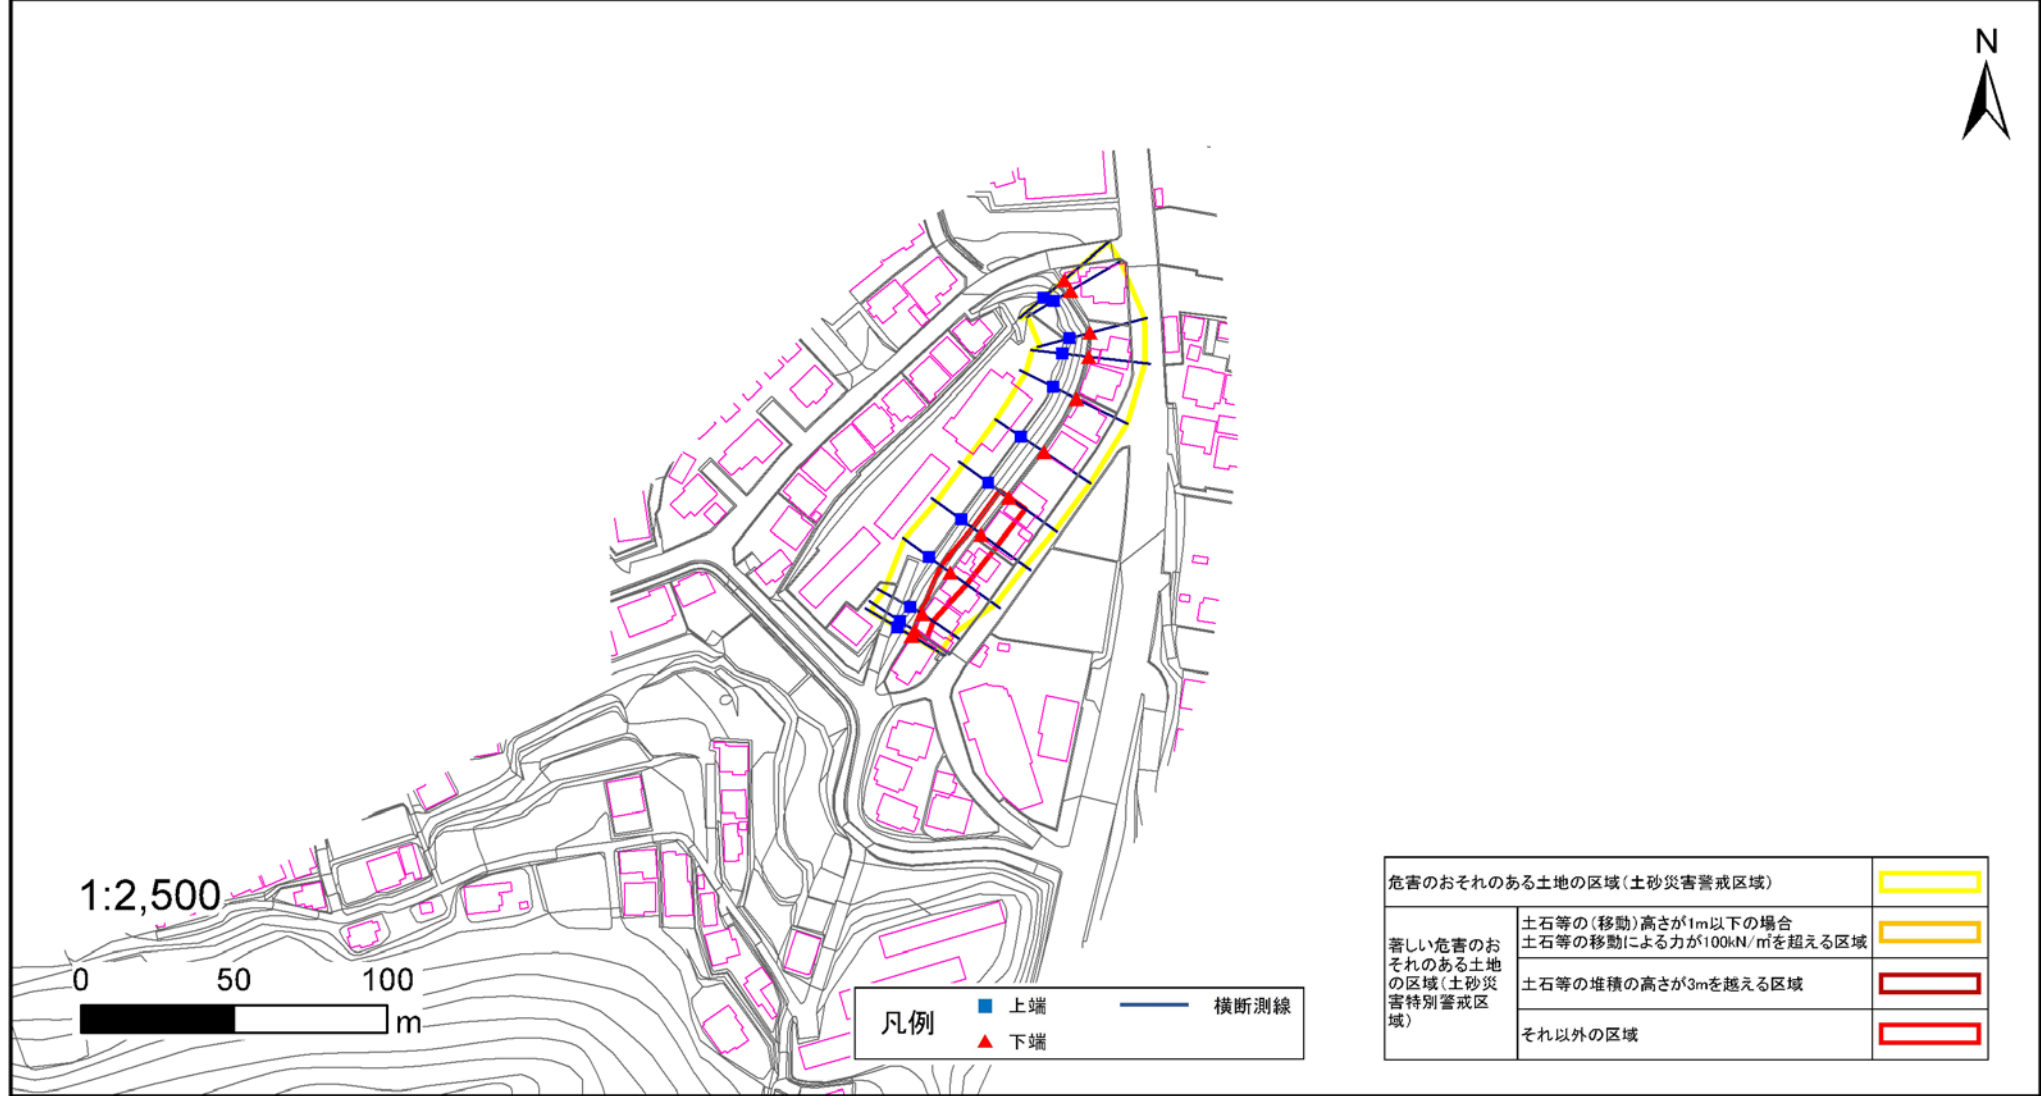 N
1:2,500
0 50 100
m
凡例
上端
横断測線
下端
危害のおそれのある土地の区域(土砂災害警戒区域)
著しい危害のお
それのある土地
の区域(土砂災
害特別警戒区
域)
土石等の(移動)高さが1m以下の場合
土石等の移動による力が100kN/㎡を超える区域
土石等の堆積の高さが3mを越える区域
それ以外の区域